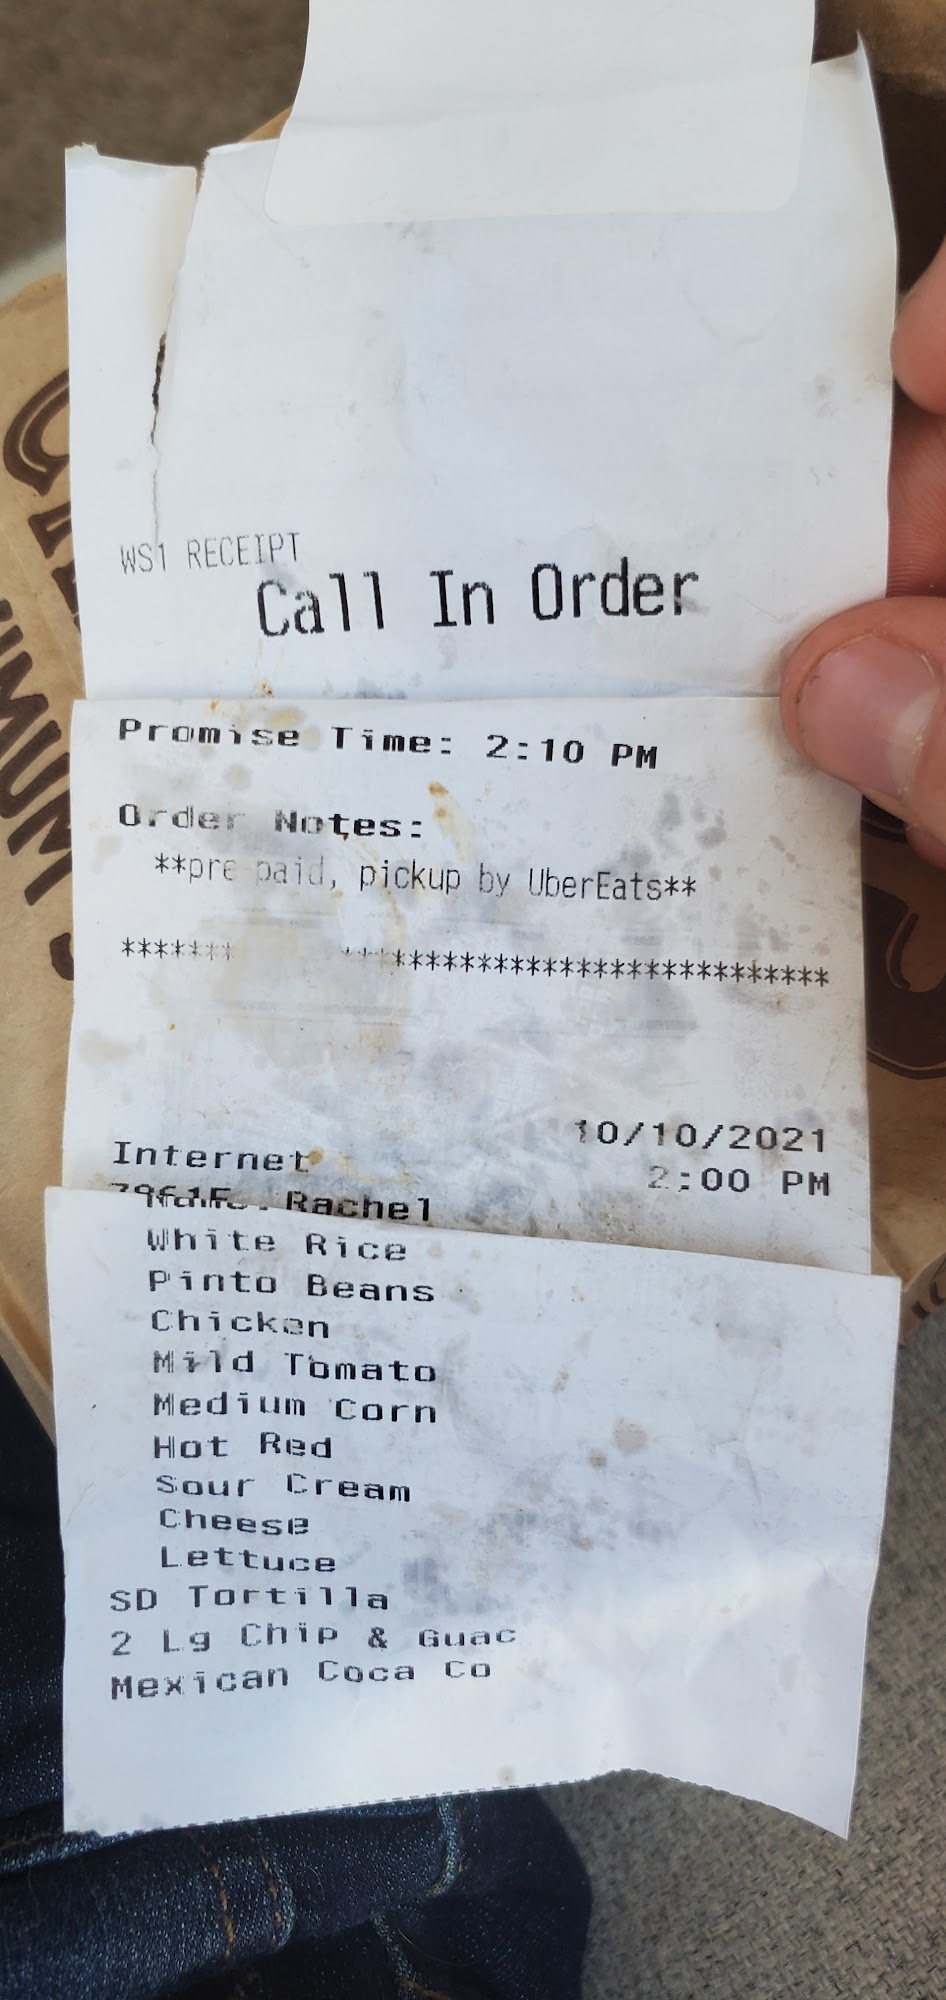 WS1 RECEIPT
Call In Order
Promise Time: 2:10 PM
Order Notes:
**pre paid, pickup by UberEats**
10/10/2021
Internet
2:00 PM
Rachel
White Rice
Pinto Beans
Chicken
Mild Tomato
Medium Corn
Hot Red
Sour Cream
Cheese
Lettuce
SD Tortilla
2 Lg Chip & Guac
Mexican Coca Co